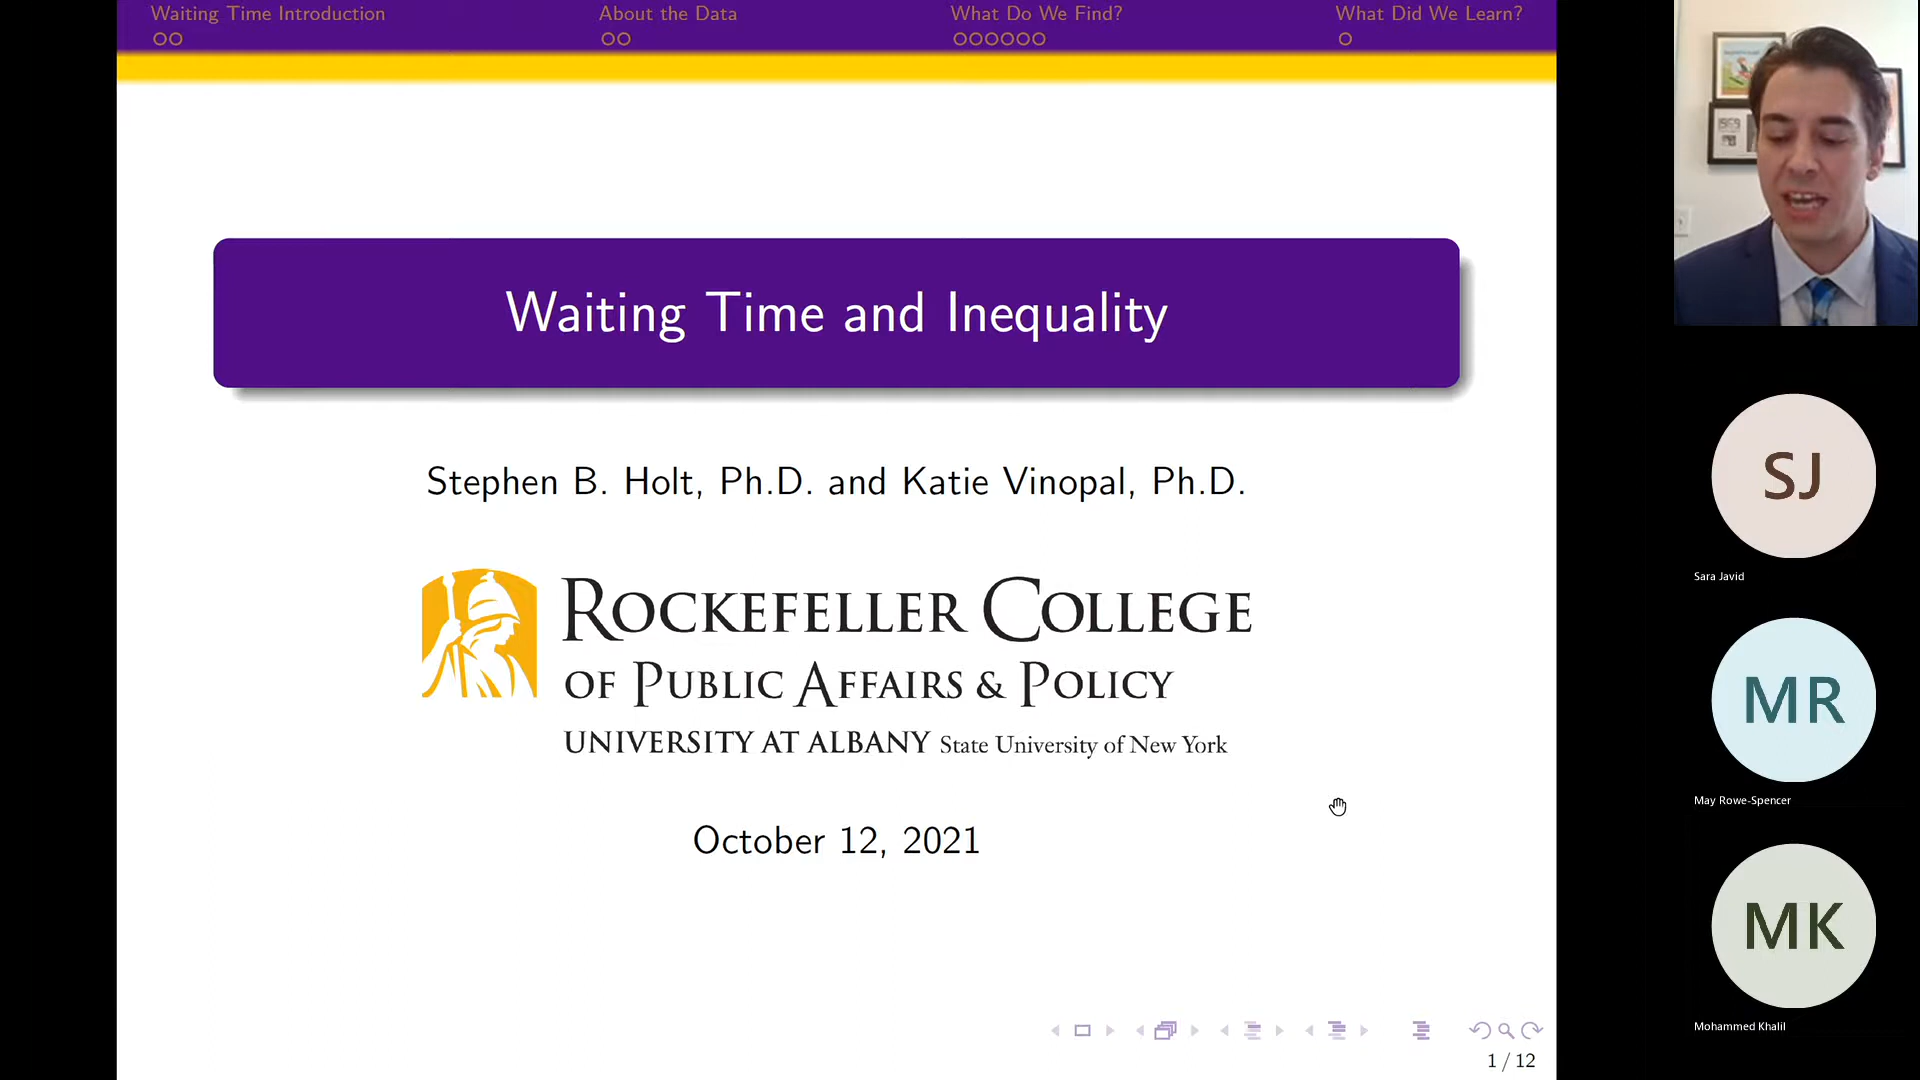 Waiting Time Introduction
About the Data
What Do We Find?
What Did We Learn?
Waiting Time and Inequality
Stephen B. Holt, Ph.D. and Katie Vinopal, Ph.D.
ROCKEFELLER COLLEGE
OF PUBLIC AFFAIRS & POLICY
UNIVERSITY AT ALBANY State University of New York
October 12, 2021
1 / 12
SJ
Sara Javid
MR
May Rowe-Spencer
MK
Mohammed Khalil